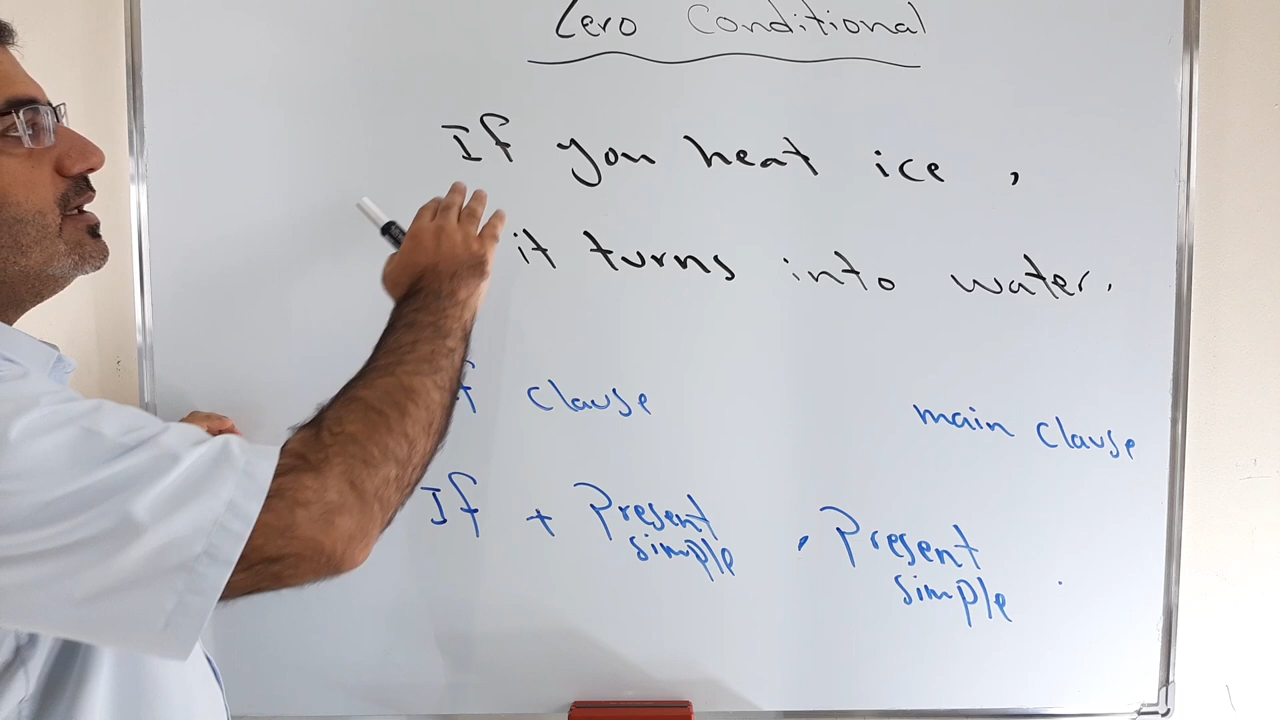 Zero Conditional
If you heat ice ,
it turns into water.
If clause main clause
If + Present simple , Present simple .